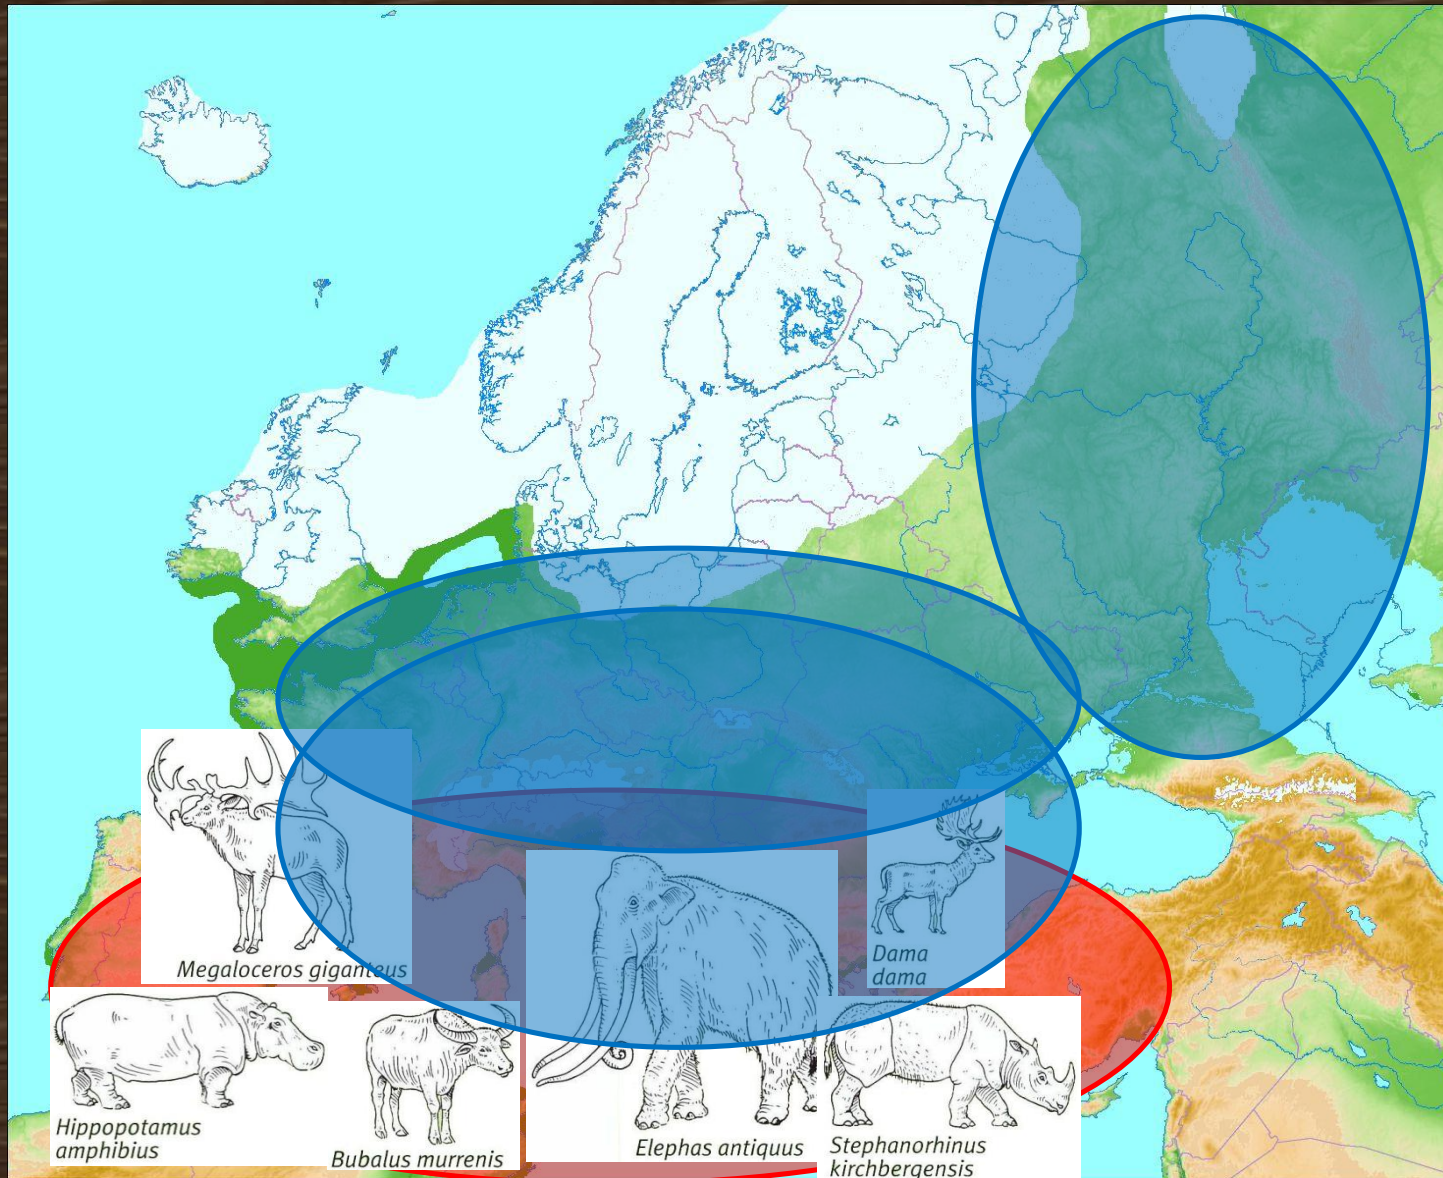 Megaloceros giganteus
Dama
dama
Hippopotamus
amphibius
Bubalus murrenis
Elephas antiquus
Stephanorhinus
kirchbergensis